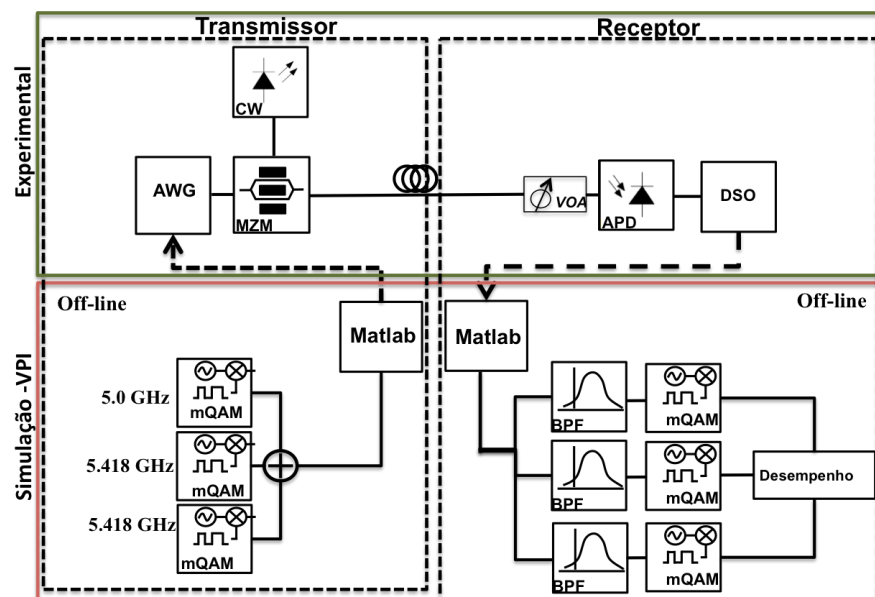 Transmissor
Receptor
Experimental
CW
AWG
MZM
VOA
APD
DSO
Simulação -VPI
Off-line
Off-line
Matlab
Matlab
5.0 GHz
mQAM
5.418 GHz
mQAM
5.418 GHz
mQAM
BPF
mQAM
BPF
mQAM
BPF
mQAM
Desempenho